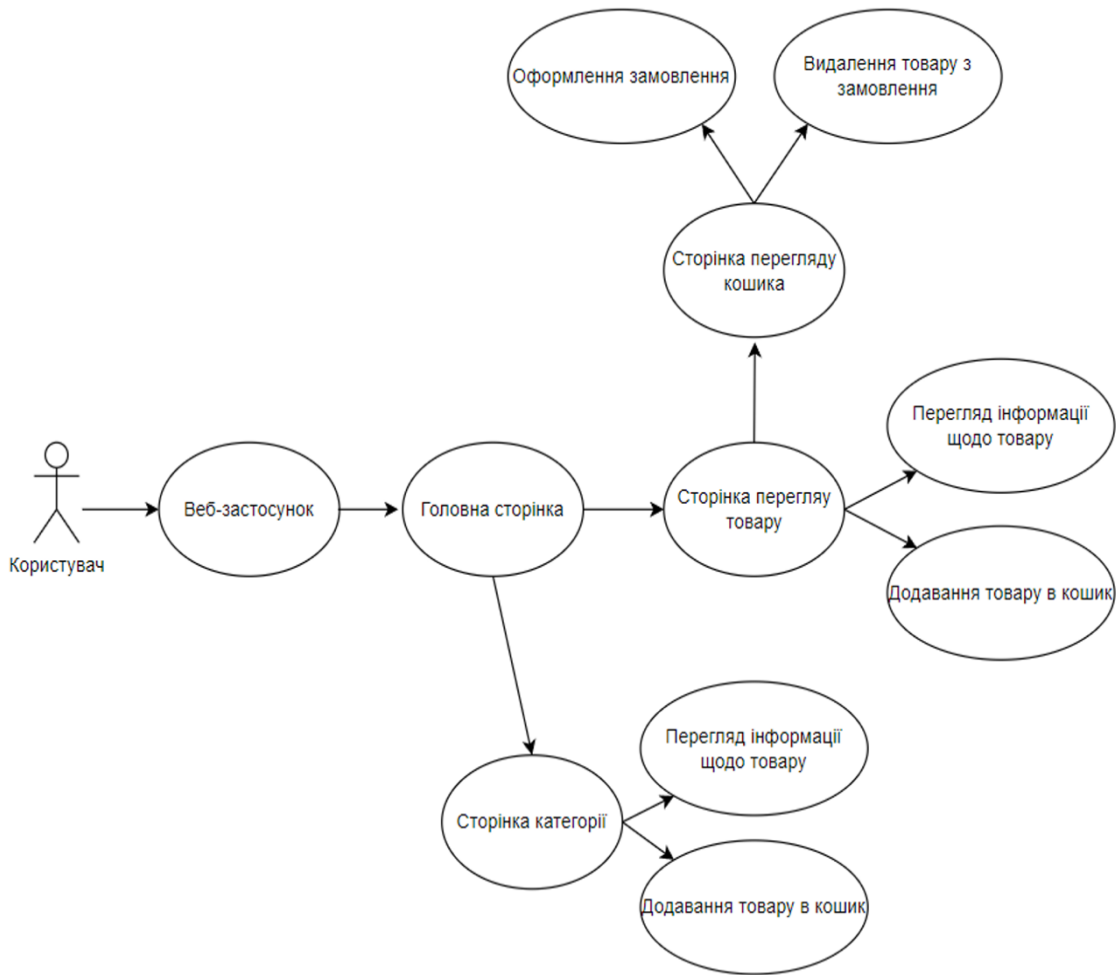 Оформлення замовлення
Видалення товару з
замовлення
Сторінка перегляду
кошика
Перегляд інформації
щодо товару
Веб-застосунок
Головна сторінка
Сторінка перегляу
товару
Користувач
Додавання товару в кошик
Перегляд інформації
щодо товару
Сторінка категорії
Додавання товару в кошик